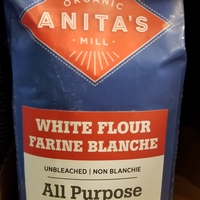 ORGANIC
ANITA'S
MILL
WHITE FLOUR
FARINE BLANCHE
UNBLEACHED | NON BLANCHIE
All Purpose